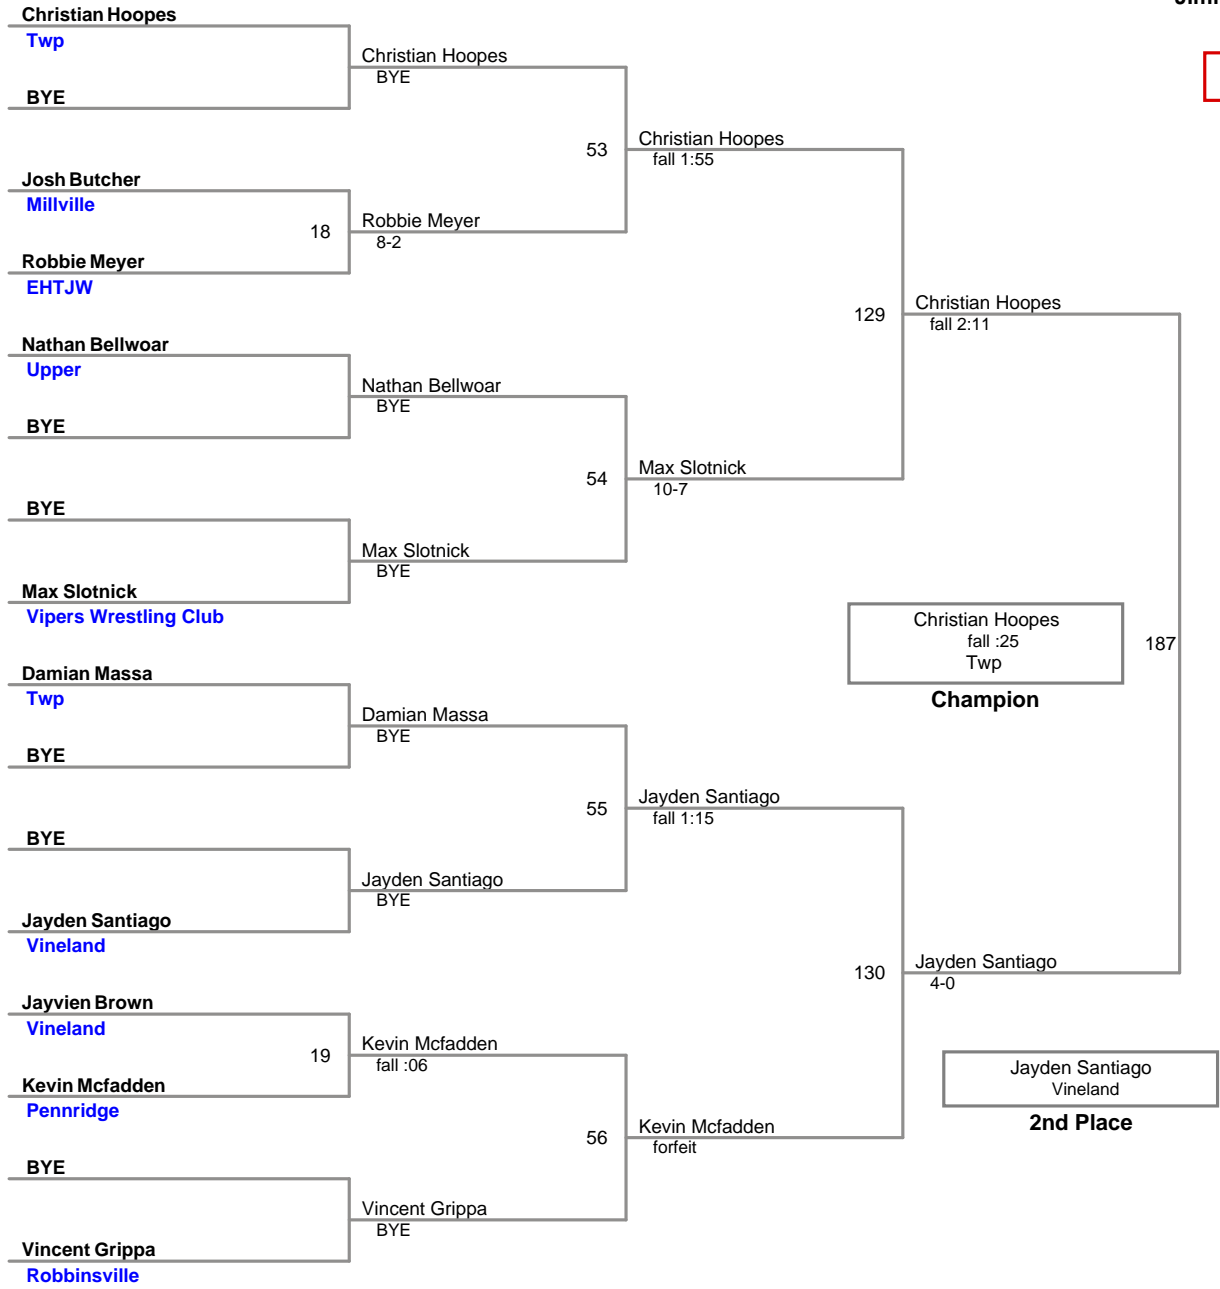 Christian Hoopes
Twp
BYE
Josh Butcher
Millville
18
Robbie Meyer
EHTJW
Nathan Bellwoar
Upper
BYE
BYE
Max Slotnick
Vipers Wrestling Club
Damian Massa
Twp
BYE
BYE
Jayden Santiago
Vineland
Jayvien Brown
Vineland
19
Kevin Mcfadden
Pennridge
BYE
Vincent Grippa
Robbinsville
Christian Hoopes
BYE
53
Robbie Meyer
8-2
Nathan Bellwoar
BYE
54
Max Slotnick
BYE
Damian Massa
BYE
55
Jayden Santiago
BYE
Kevin Mcfadden
fall :06
56
Vincent Grippa
BYE
Christian Hoopes
fall 1:55
129
Max Slotnick
10-7
Jayden Santiago
fall 1:15
130
Kevin Mcfadden
forfeit
Christian Hoopes
fall 2:11
187
Jayden Santiago
4-0
Christian Hoopes
fall :25
Twp
Champion
Jayden Santiago
Vineland
2nd Place